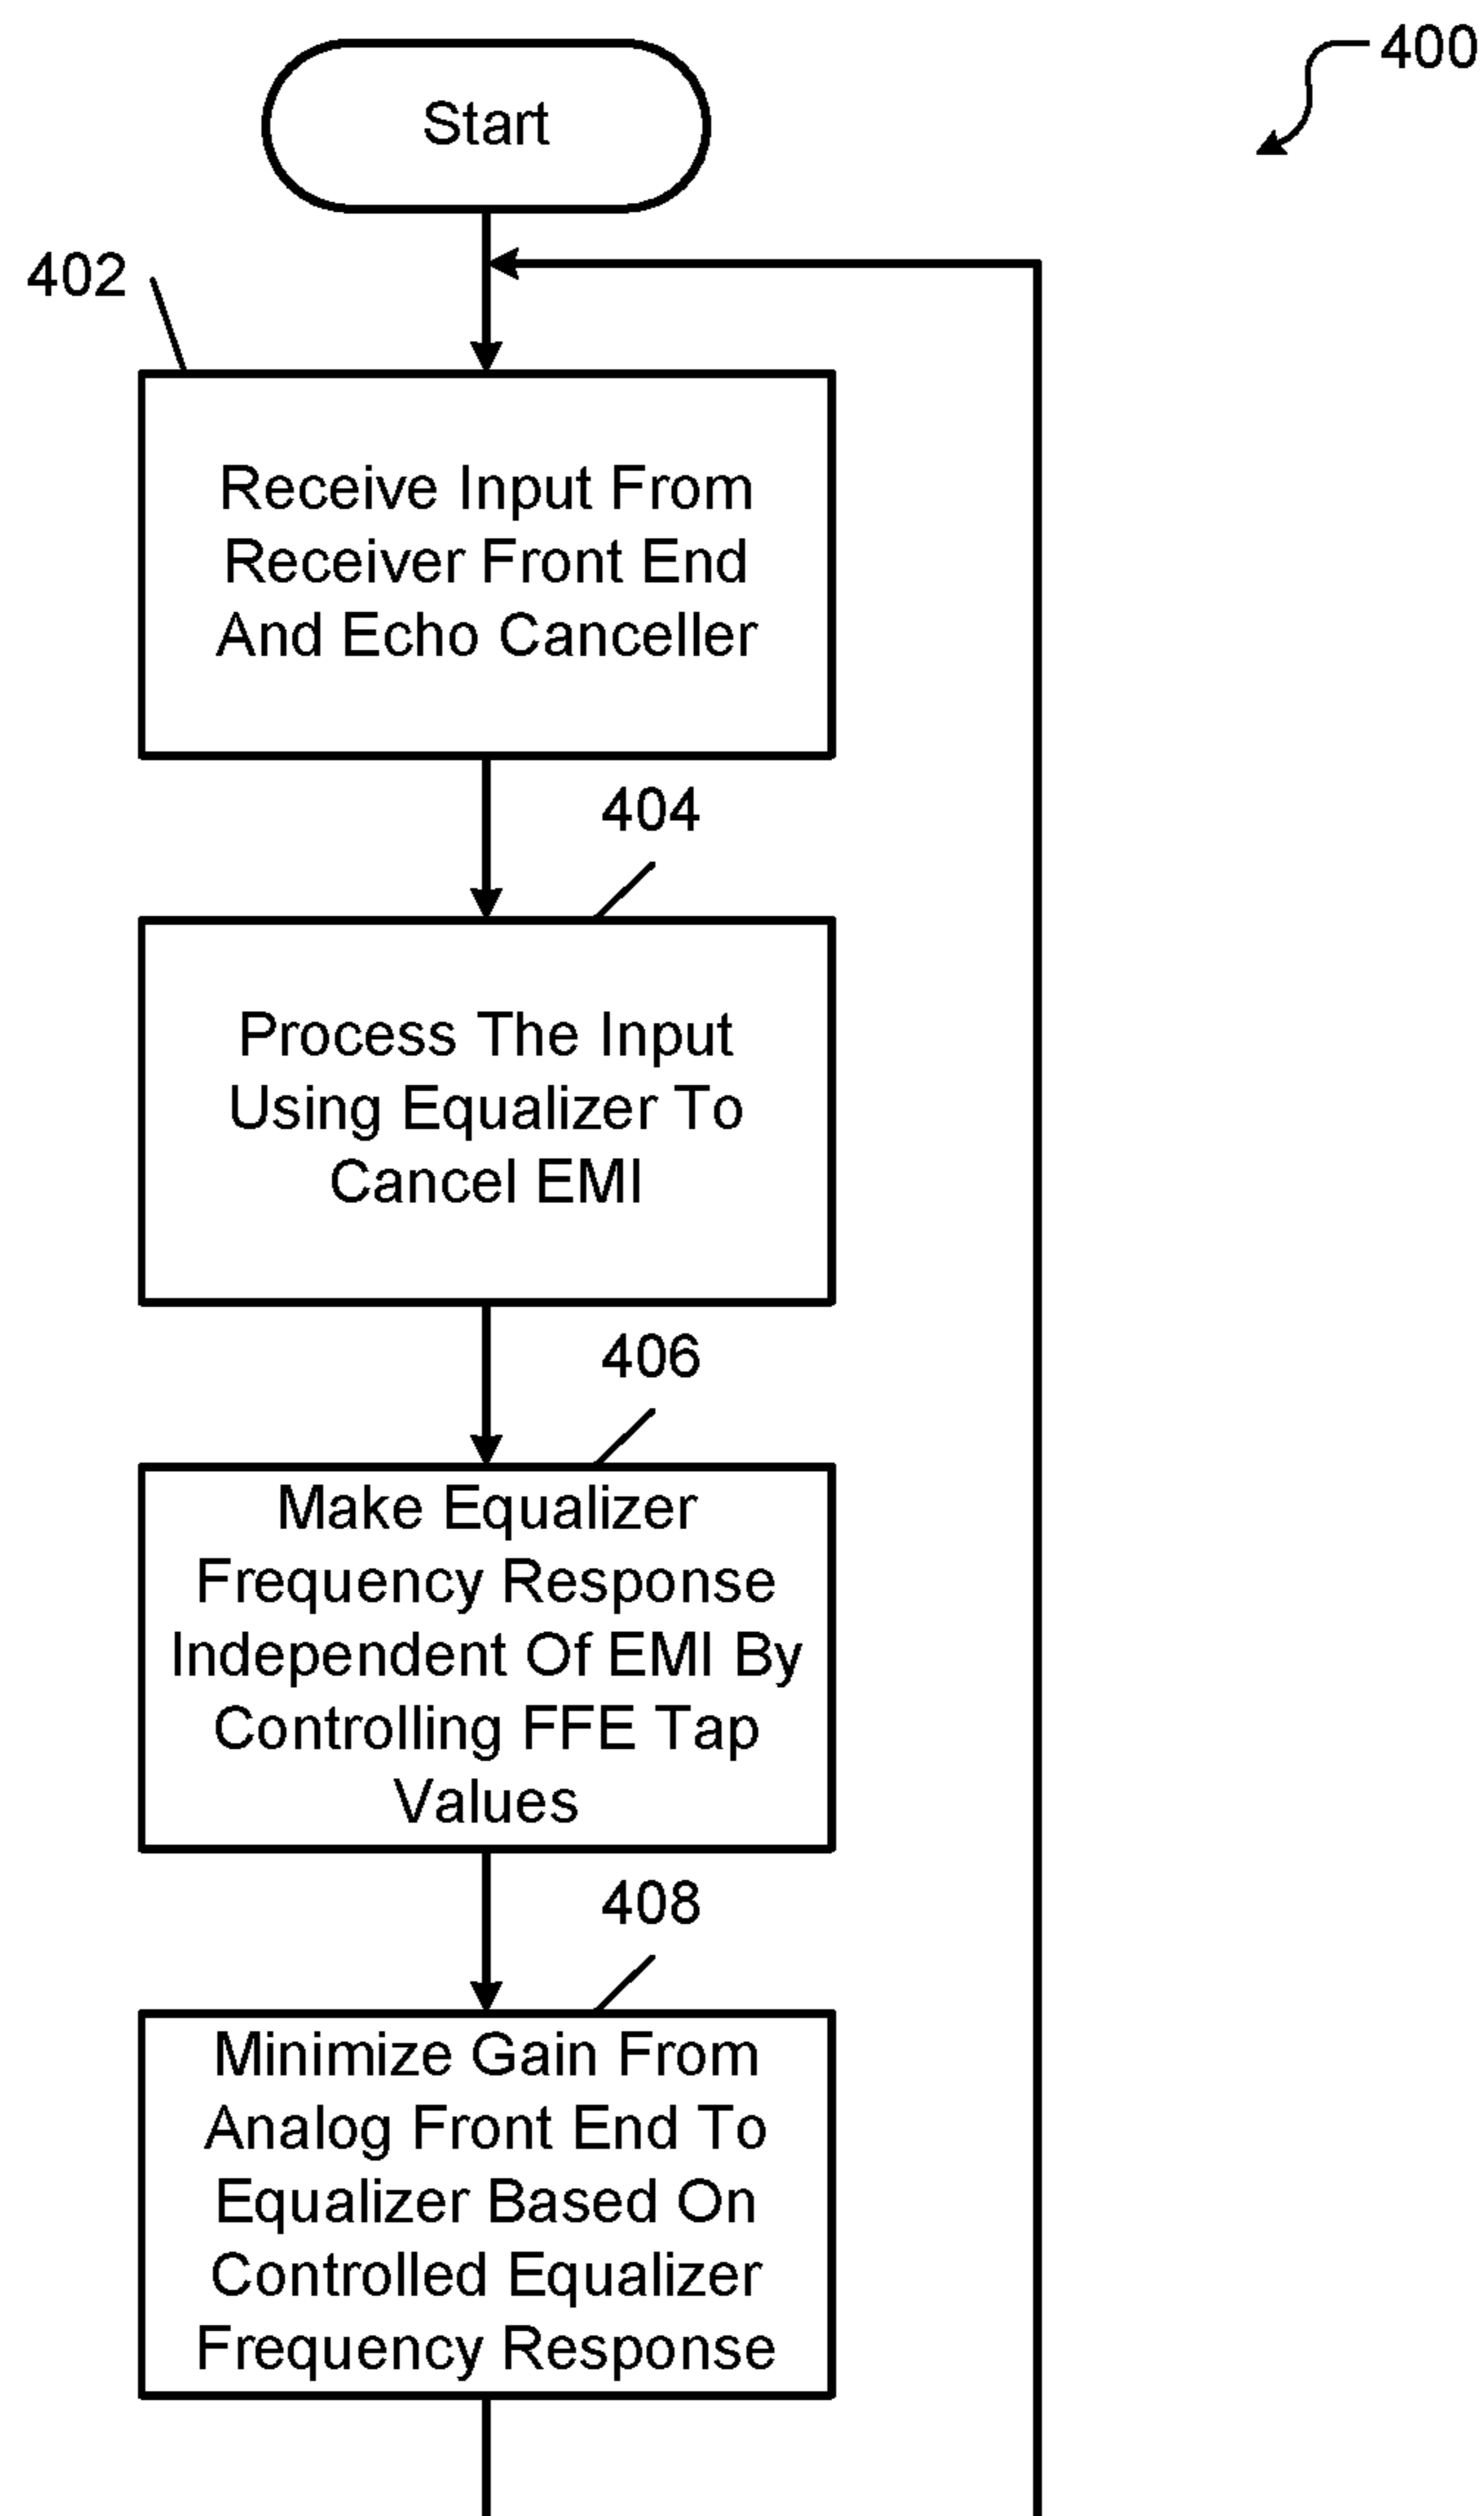 400
Start
402
Receive Input From
Receiver Front End
And Echo Canceller
404
Process The Input
Using Equalizer To
Cancel EMI
406
Make Equalizer
Frequency Response
Independent Of EMI By
Controlling FFE Tap
Values
408
Minimize Gain From
Analog Front End To
Equalizer Based On
Controlled Equalizer
Frequency Response